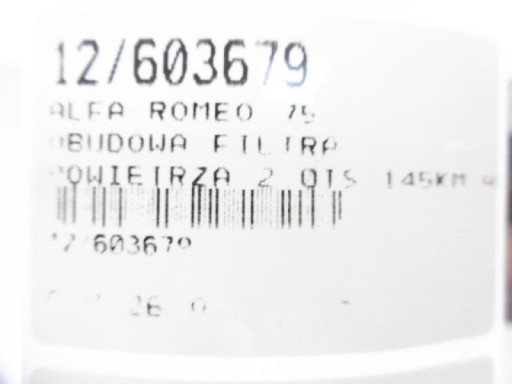 12/603679
ALFA ROMEO 75
OBUDOWA FILTRA
POWIETRZA 2.0TS 145KM
12/603679
26